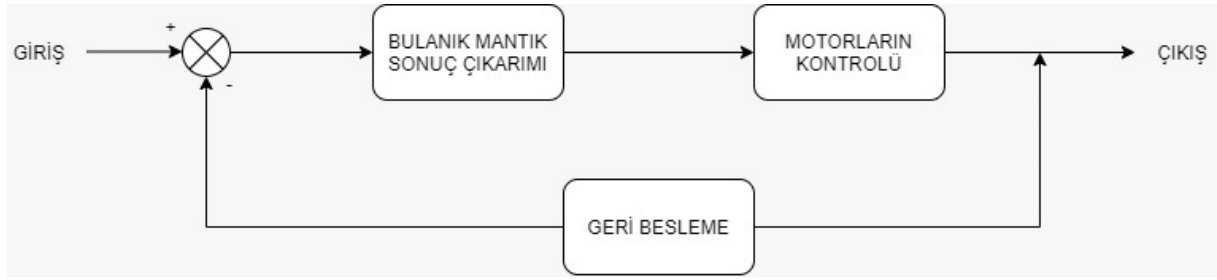 GİRİŞ
+
-
BULANIK MANTIK
SONUÇ ÇIKARIMI
MOTORLARIN
KONTROLÜ
ÇIKIŞ
GERİ BESLEME